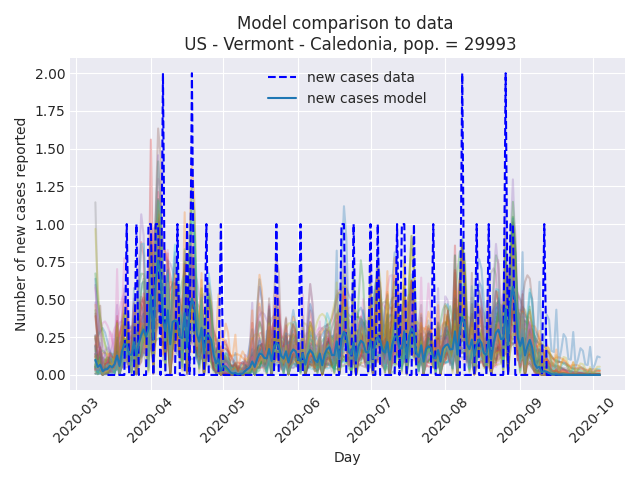 Model comparison to data
US - Vermont - Caledonia, pop. = 29993
new cases data
new cases model
Number of new cases reported
2.00
1.75
1.50
1.25
1.00
0.75
0.50
0.25
0.00
2020-03
2020-04
2020-05
2020-06
2020-07
2020-08
2020-09
2020-10
Day